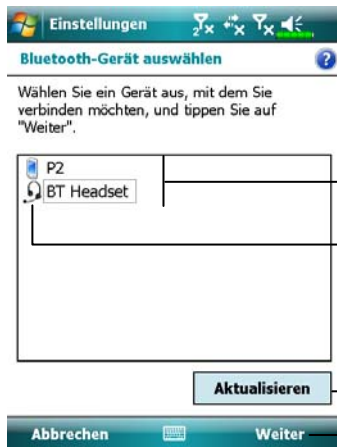 Einstellungen
Bluetooth-Gerät auswählen
Wählen Sie ein Gerät aus, mit dem Sie
verbinden möchten, und tippen Sie auf
"Weiter".
P2
BT Headset
Aktualisieren
Abbrechen Weiter